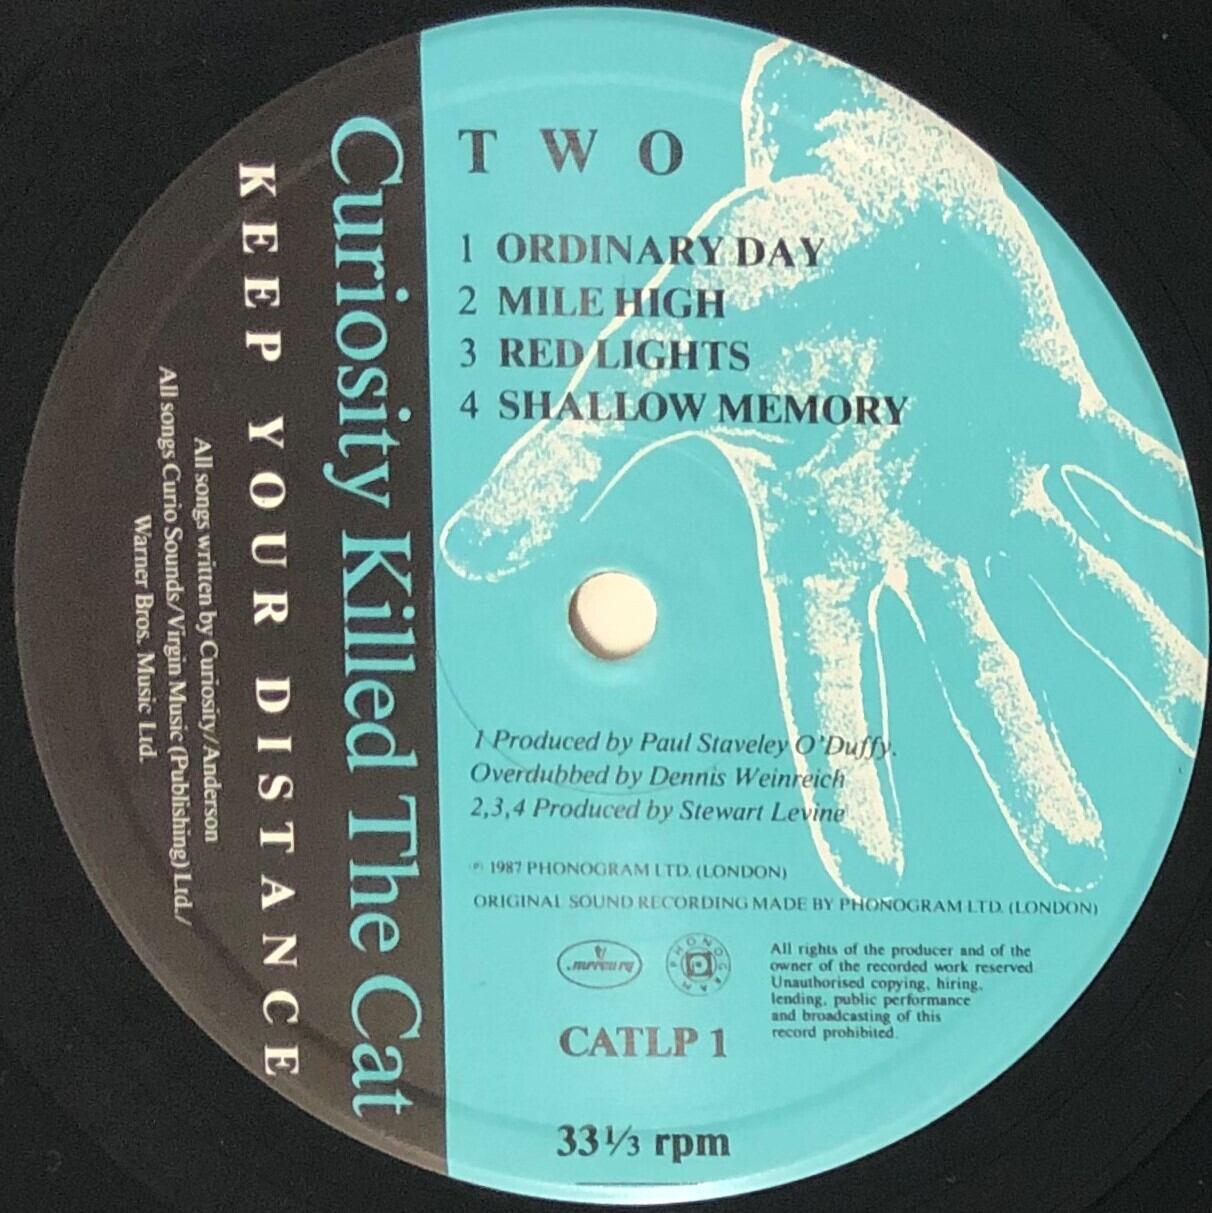 Curiosity Killed The Cat
KEEP YOUR DISTANCE
All songs written by Curiosity/Anderson
All songs Curio Sounds/Virgin Music (Publishing) Ltd./
Warner Bros. Music Ltd.
TWO
1 ORDINARY DAY
2 MILE HIGH
3 RED LIGHTS
4 SHALLOW MEMORY
1 Produced by Paul Staveley O'Duffy.
Overdubbed by Dennis Weinreich
2,3,4 Produced by Stewart Levine
℗ 1987 PHONOGRAM LTD. (LONDON)
ORIGINAL SOUND RECORDING MADE BY PHONOGRAM LTD. (LONDON)
mercury
PHONOGRAM
All rights of the producer and of the
owner of the recorded work reserved.
Unauthorised copying, hiring,
lending, public performance
and broadcasting of this
record prohibited.
CATLP 1
33 1/3 rpm